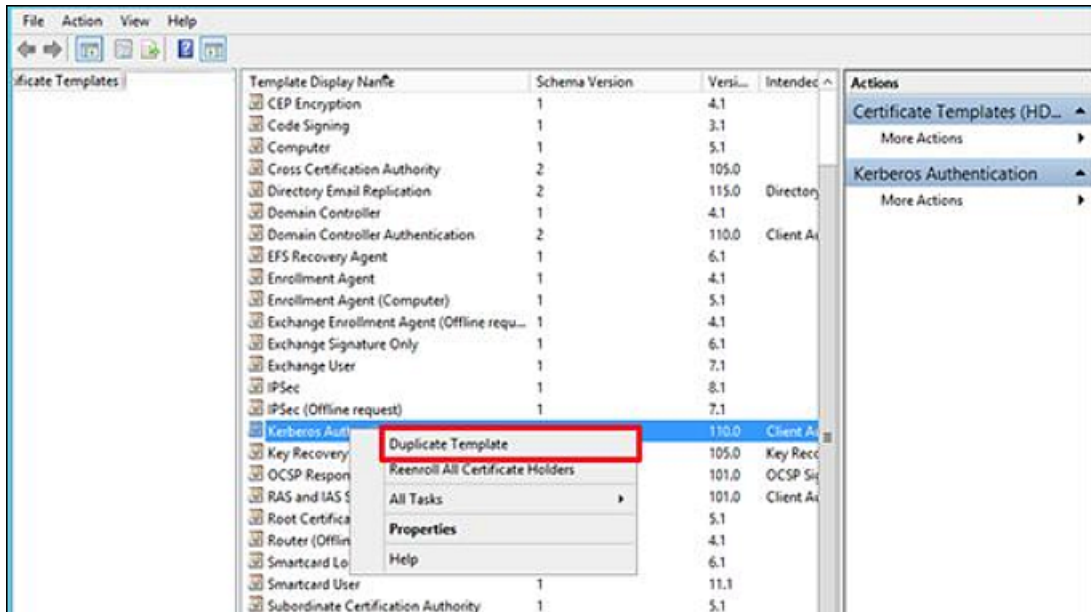 File Action View Help
ificate Templates
Template Display Name Schema Version Versi... Intended
CEP Encryption 1 4.1
Code Signing 1 3.1
Computer 1 5.1
Cross Certification Authority 2 105.0
Directory Email Replication 2 115.0 Directory
Domain Controller 1 4.1
Domain Controller Authentication 2 110.0 Client Au
EFS Recovery Agent 1 6.1
Enrollment Agent 1 4.1
Enrollment Agent (Computer) 1 5.1
Exchange Enrollment Agent (Offline requ... 1 4.1
Exchange Signature Only 1 6.1
Exchange User 1 7.1
IPSec 1 8.1
IPSec (Offline request) 1 7.1
Kerberos Auth 110.0 Client Au
Key Recovery 105.0 Key Reco
OCSP Respon 101.0 OCSP Sig
RAS and IAS S 101.0 Client Au
Root Certifica 5.1
Router (Offlin 4.1
Smartcard Lo 6.1
Smartcard User 1 11.1
Subordinate Certification Authority 1 5.1
Duplicate Template
Reenroll All Certificate Holders
All Tasks
Properties
Help
Actions
Certificate Templates (HD...
More Actions
Kerberos Authentication
More Actions